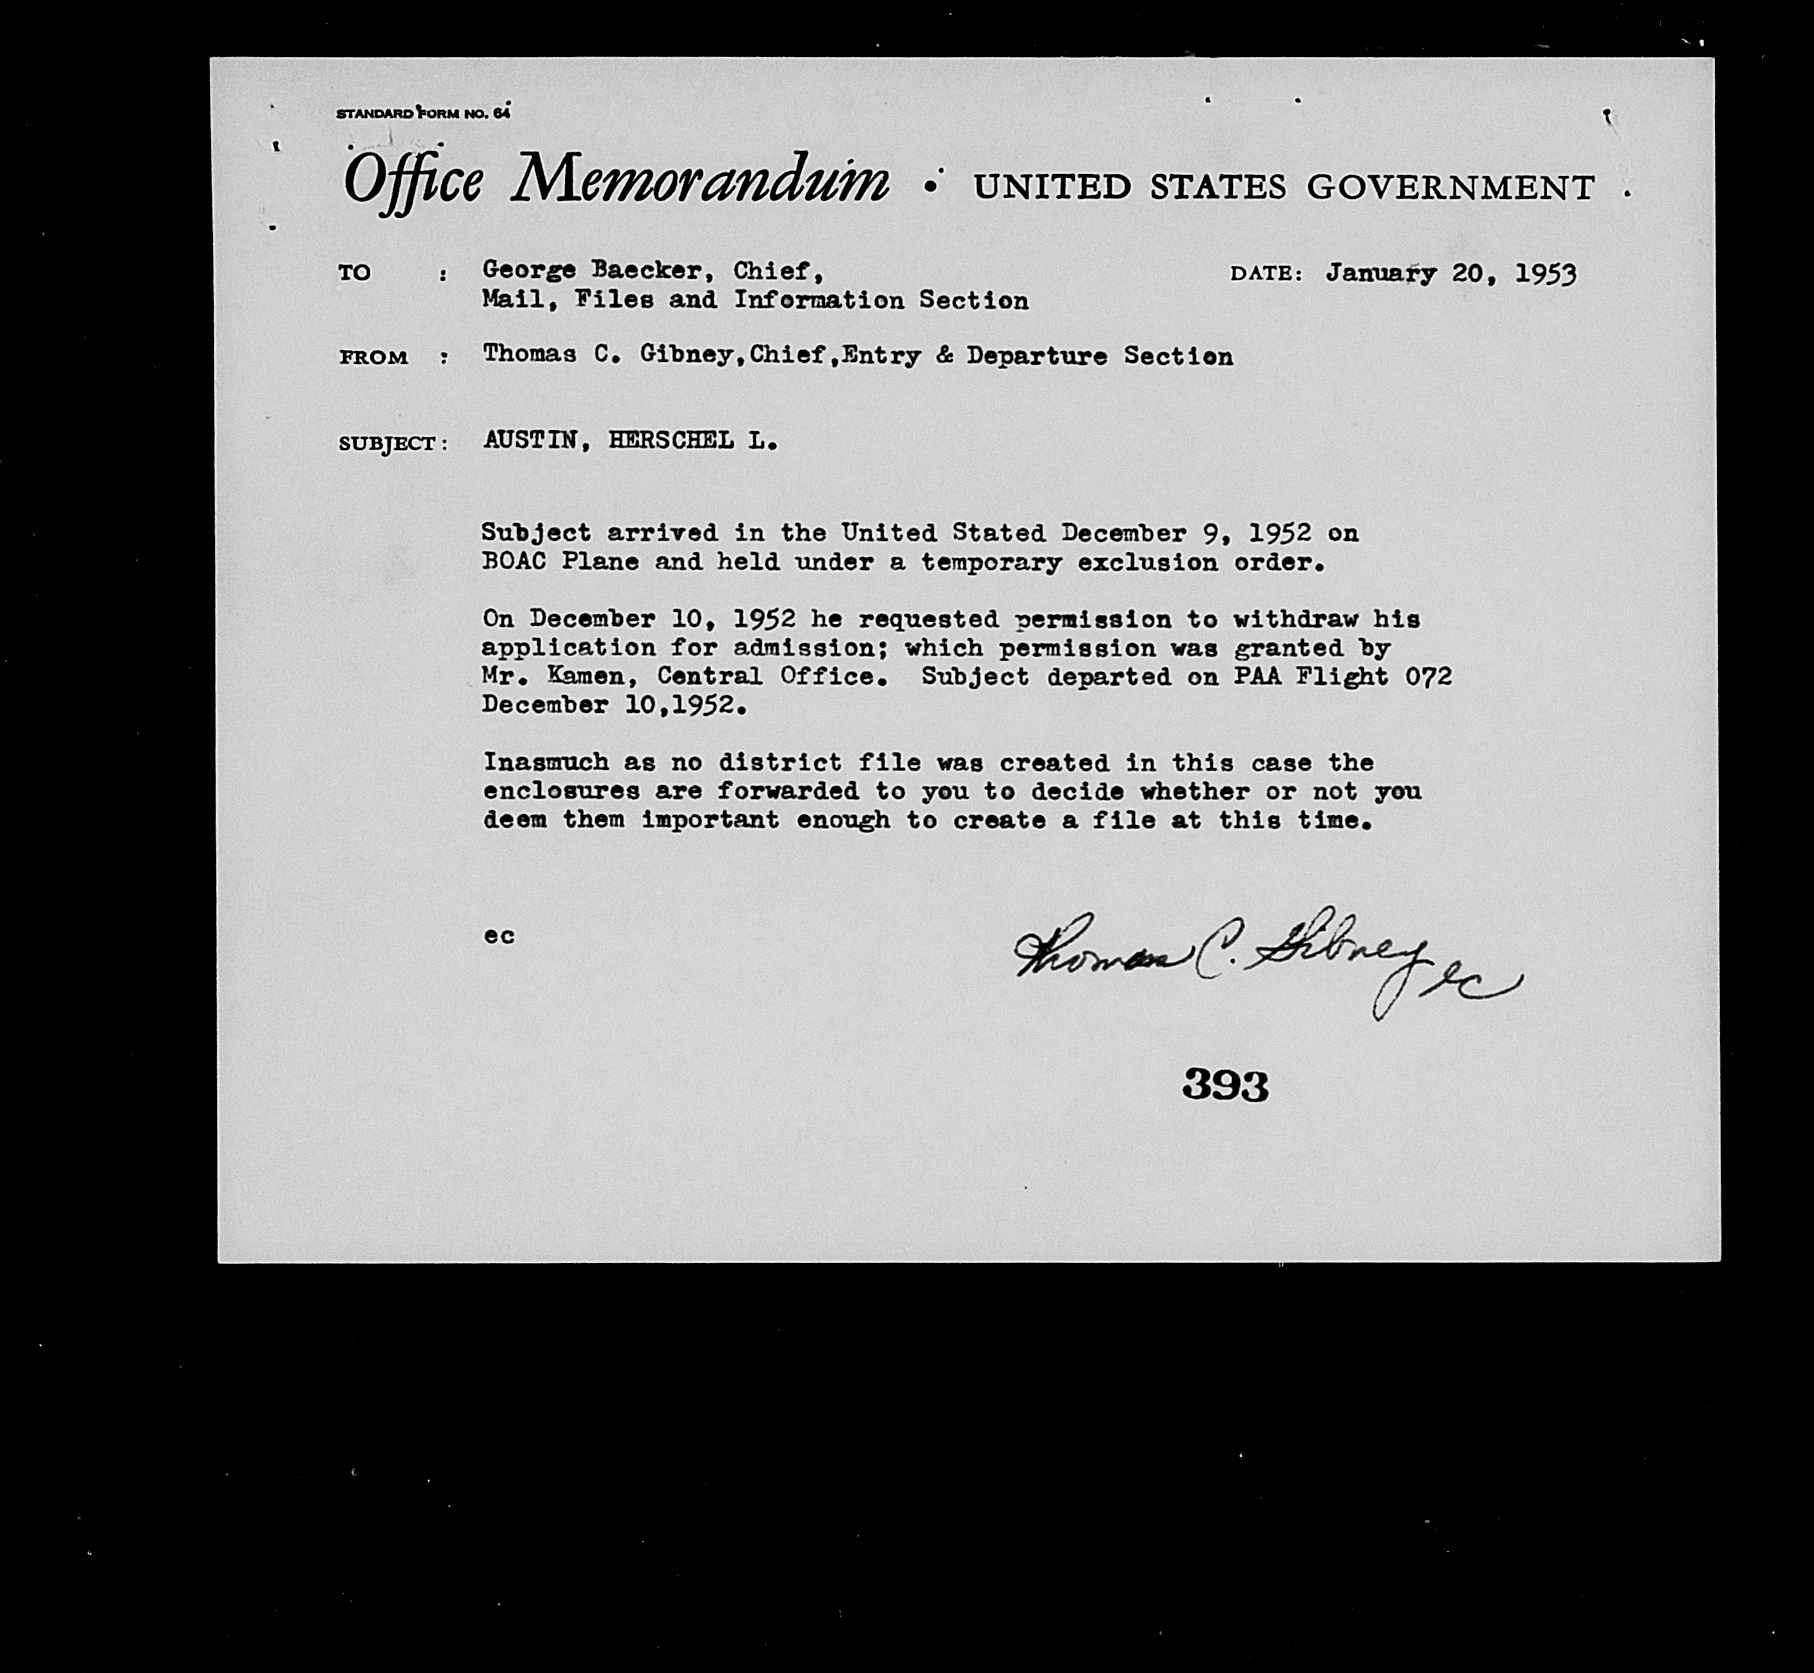 STANDARD FORM NO. 64
Office Memorandum • UNITED STATES GOVERNMENT
TO : George Baecker, Chief, DATE: January 20, 1953
Mail, Files and Information Section
FROM : Thomas C. Gibney,Chief,Entry & Departure Section
SUBJECT: AUSTIN, HERSCHEL L.
Subject arrived in the United Stated December 9, 1952 on
BOAC Plane and held under a temporary exclusion order.
On December 10, 1952 he requested permission to withdraw his
application for admission; which permission was granted by
Mr. Kamen, Central Office. Subject departed on PAA Flight 072
December 10,1952.
Inasmuch as no district file was created in this case the
enclosures are forwarded to you to decide whether or not you
deem them important enough to create a file at this time.
ec Thomas C. Gibney ec
393